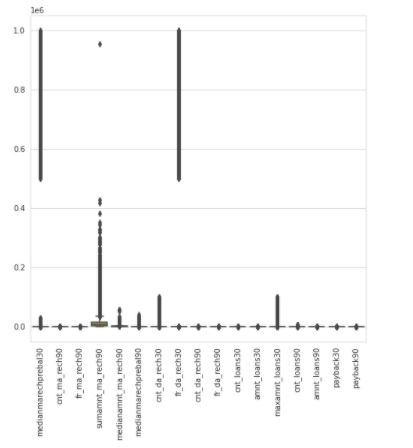 1e6
1.0
0.8
0.6
0.4
0.2
0.0
medianmarechprebal30
cnt_ma_rech90
fr_ma_rech90
sumamnt_ma_rech90
medianamnt_ma_rech90
medianmarechprebal90
cnt_da_rech30
fr_da_rech30
cnt_da_rech90
fr_da_rech90
cnt_loans30
amnt_loans30
maxamnt_loans30
cnt_loans90
amnt_loans90
payback30
payback90